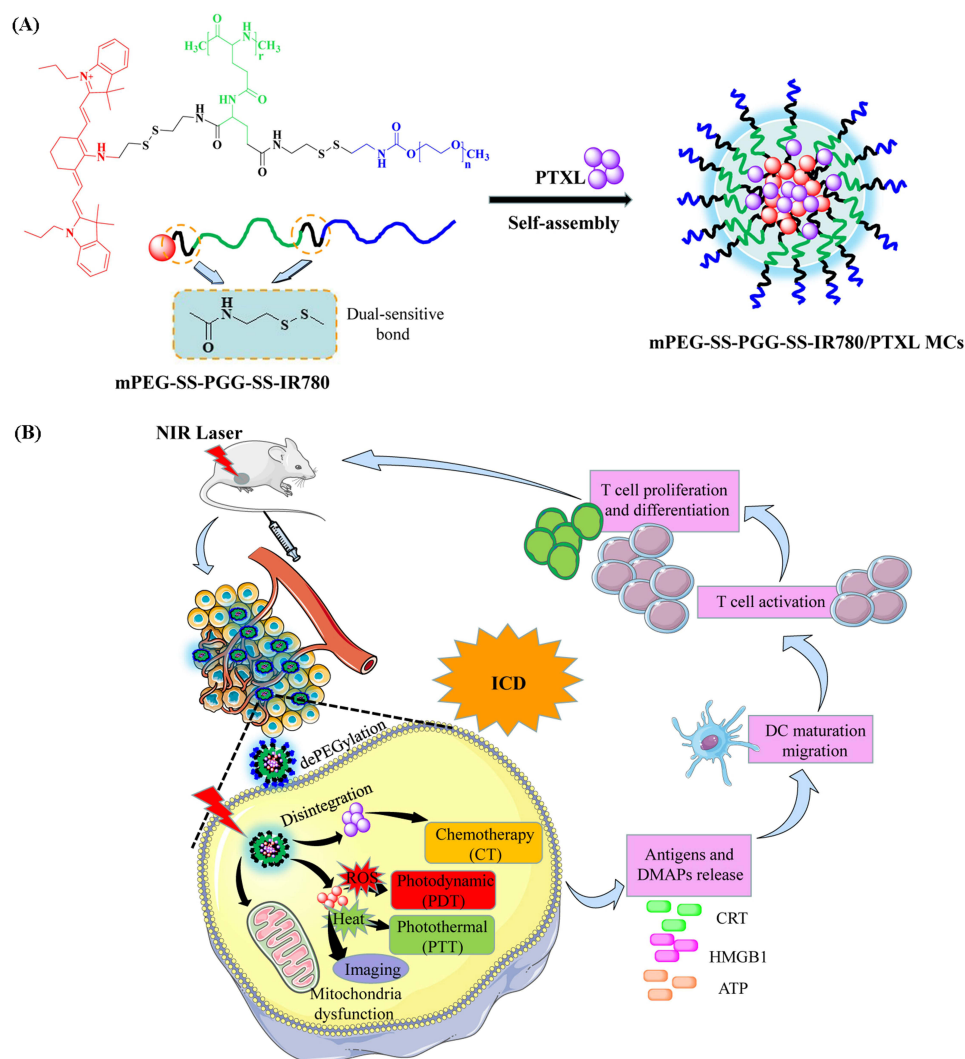 (A)
O
H
N
H₃C
CH₃
r
O
N⁺
HN
O
H
N
O
S
S
N
H
O
H
N
S
S
N
H
O
O
O
CH₃
n
N
PTXL
Self-assembly
H
N
O
S
S
Dual-sensitive
bond
mPEG-SS-PGG-SS-IR780
mPEG-SS-PGG-SS-IR780/PTXL MCs
(B)
NIR Laser
T cell proliferation
and differentiation
T cell activation
ICD
DC maturation
migration
dePEGylation
Disintegration
Chemotherapy
(CT)
ROS
Photodynamic
(PDT)
Heat
Photothermal
(PTT)
Imaging
Mitochondria
dysfunction
Antigens and
DMAPs release
CRT
HMGB1
ATP